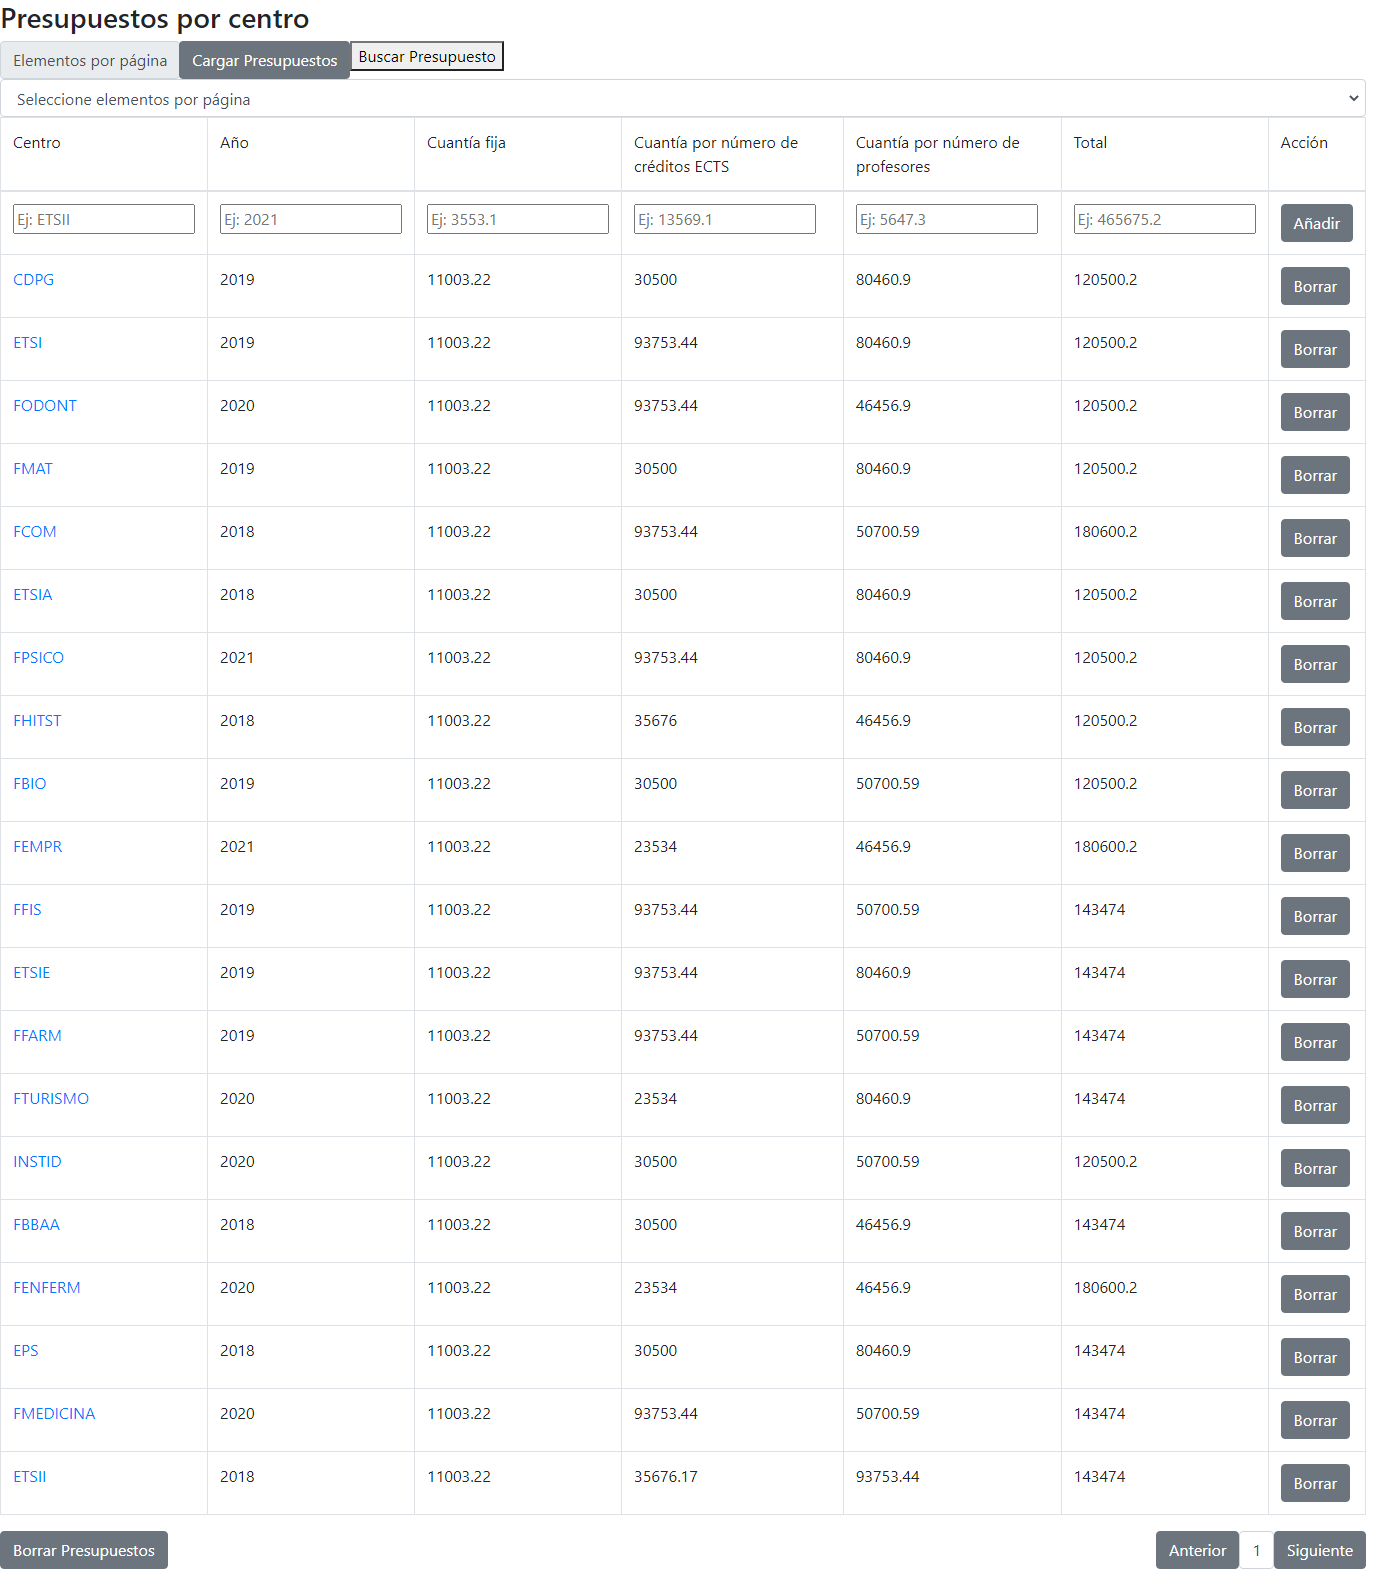 Presupuestos por centro
Elementos por página Cargar Presupuestos Buscar Presupuesto
Seleccione elementos por página
Centro Año Cuantía fija Cuantía por número de créditos ECTS Cuantía por número de profesores Total Acción
Ej: ETSII Ej: 2021 Ej: 3553.1 Ej: 13569.1 Ej: 5647.3 Ej: 465675.2 Añadir
CDPG 2019 11003.22 30500 80460.9 120500.2 Borrar
ETSI 2019 11003.22 93753.44 80460.9 120500.2 Borrar
FODONT 2020 11003.22 93753.44 46456.9 120500.2 Borrar
FMAT 2019 11003.22 30500 80460.9 120500.2 Borrar
FCOM 2018 11003.22 93753.44 50700.59 180600.2 Borrar
ETSIA 2018 11003.22 30500 80460.9 120500.2 Borrar
FPSICO 2021 11003.22 93753.44 80460.9 120500.2 Borrar
FHITST 2018 11003.22 35676 46456.9 120500.2 Borrar
FBIO 2019 11003.22 30500 50700.59 120500.2 Borrar
FEMPR 2021 11003.22 23534 46456.9 180600.2 Borrar
FFIS 2019 11003.22 93753.44 50700.59 143474 Borrar
ETSIE 2019 11003.22 93753.44 80460.9 143474 Borrar
FFARM 2019 11003.22 93753.44 50700.59 143474 Borrar
FTURISMO 2020 11003.22 23534 80460.9 143474 Borrar
INSTID 2020 11003.22 30500 50700.59 120500.2 Borrar
FBBAA 2018 11003.22 30500 46456.9 143474 Borrar
FENFERM 2020 11003.22 23534 46456.9 180600.2 Borrar
EPS 2018 11003.22 30500 80460.9 143474 Borrar
FMEDICINA 2020 11003.22 93753.44 50700.59 143474 Borrar
ETSII 2018 11003.22 35676.17 93753.44 143474 Borrar
Borrar Presupuestos Anterior 1 Siguiente